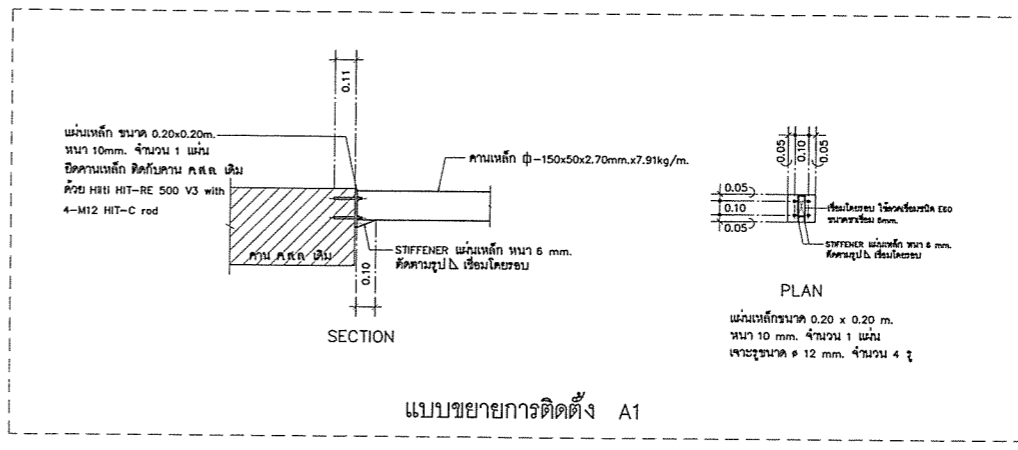 0.11
แผ่นเหล็ก ขนาด 0.20x0.20m.
หนา 10mm. จำนวน 1 แผ่น
ยึดคานเหล็ก ติดกับคาน ค.ส.ล. เดิม
ด้วย Hilti HIT-RE 500 V3 with
4-M12 HIT-C rod
คานเหล็ก -150x50x2.70mm.x7.91kg/m.
คาน ค.ส.ล. เดิม
STIFFENER แผ่นเหล็ก หนา 6 mm.
ตัดตามรูป เชื่อมโดยรอบ
0.10
SECTION
0.05
0.10
0.05
0.05
0.10
0.05
เชื่อมโดยรอบ ใช้ลวดเชื่อมชนิด E60
ขนาดขาเชื่อม 6mm.
STIFFENER แผ่นเหล็ก หนา 6 mm.
ตัดตามรูป เชื่อมโดยรอบ
PLAN
แผ่นเหล็กขนาด 0.20 x 0.20 m.
หนา 10 mm. จำนวน 1 แผ่น
เจาะรูขนาด ø 12 mm. จำนวน 4 รู
แบบขยายการติดตั้ง A1